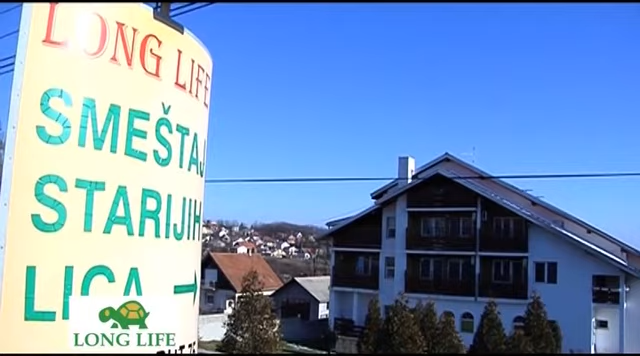 LONG LIFE
SMEŠTAJ
STARIJIH
LICA →
LONG LIFE